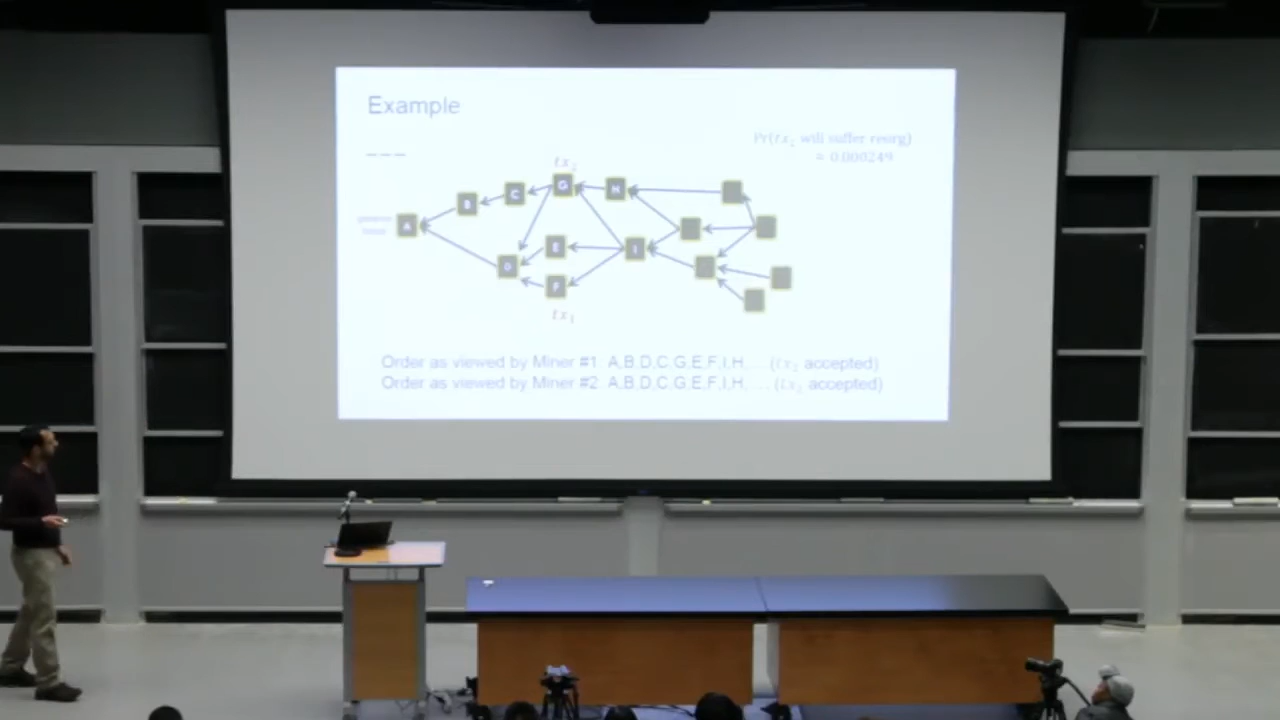 Example
Pr(tx₂ will suffer reorg)
= 0.000249
tx₂
G
H
C
B
A
E
I
D
F
tx₁
Order as viewed by Miner #1 A,B,D,C,G,E,F,I,H, ... (tx₂ accepted)
Order as viewed by Miner #2 A,B,D,C,G,E,F,I,H, ... (tx₂ accepted)